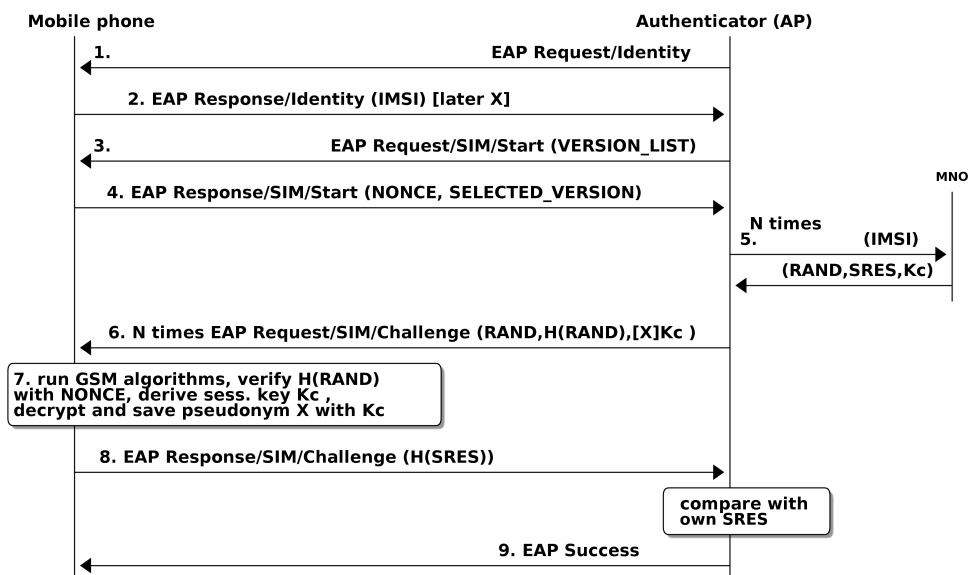 Mobile phone
Authenticator (AP)
1. EAP Request/Identity
2. EAP Response/Identity (IMSI) [later X]
3. EAP Request/SIM/Start (VERSION_LIST)
4. EAP Response/SIM/Start (NONCE, SELECTED_VERSION)
MNO
N times
5. (IMSI)
(RAND,SRES,Kc)
6. N times EAP Request/SIM/Challenge (RAND,H(RAND),[X]Kc )
7. run GSM algorithms, verify H(RAND)
with NONCE, derive sess. key Kc ,
decrypt and save pseudonym X with Kc
8. EAP Response/SIM/Challenge (H(SRES))
compare with
own SRES
9. EAP Success